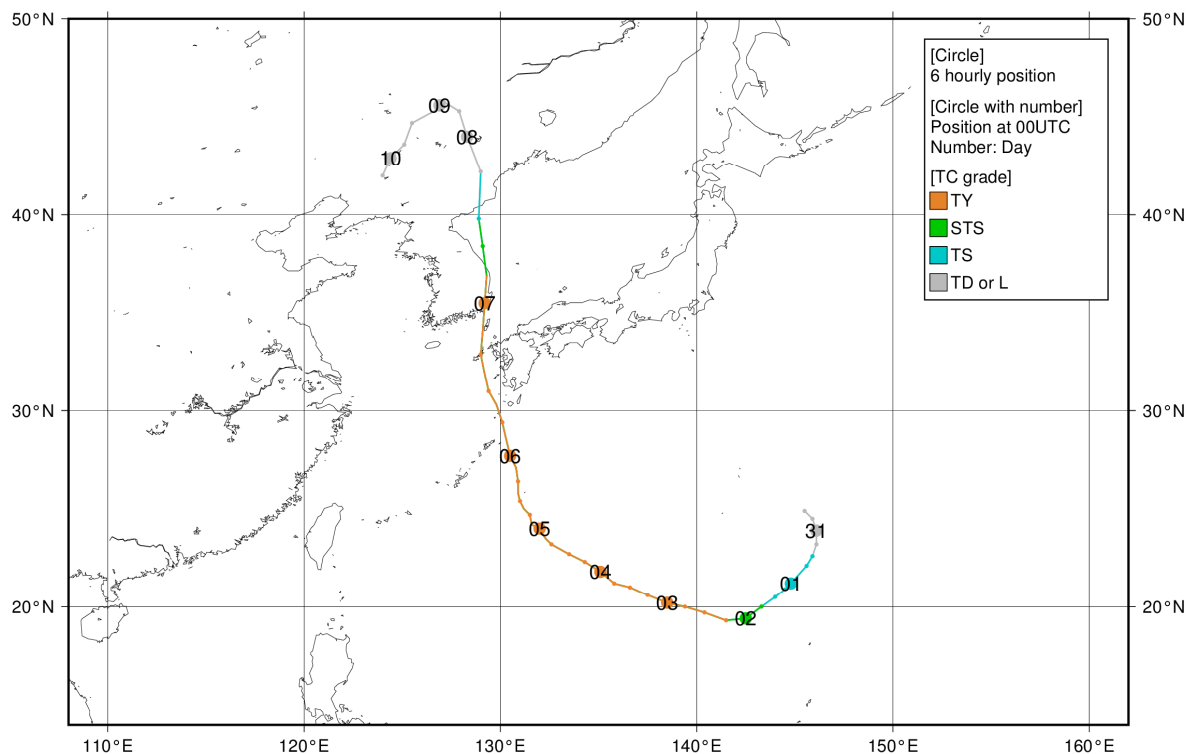 50°N
50°N
[Circle]
6 hourly position
[Circle with number]
Position at 00UTC
Number: Day
[TC grade]
TY
STS
TS
TD or L
09
08
10
40°N
40°N
07
30°N
30°N
06
31
05
04
01
03
20°N
20°N
02
110°E
120°E
130°E
140°E
150°E
160°E